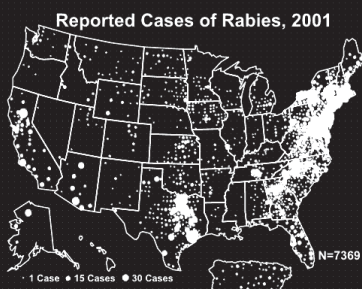 Reported Cases of Rabies, 2001
N=7369
1 Case 15 Cases 30 Cases